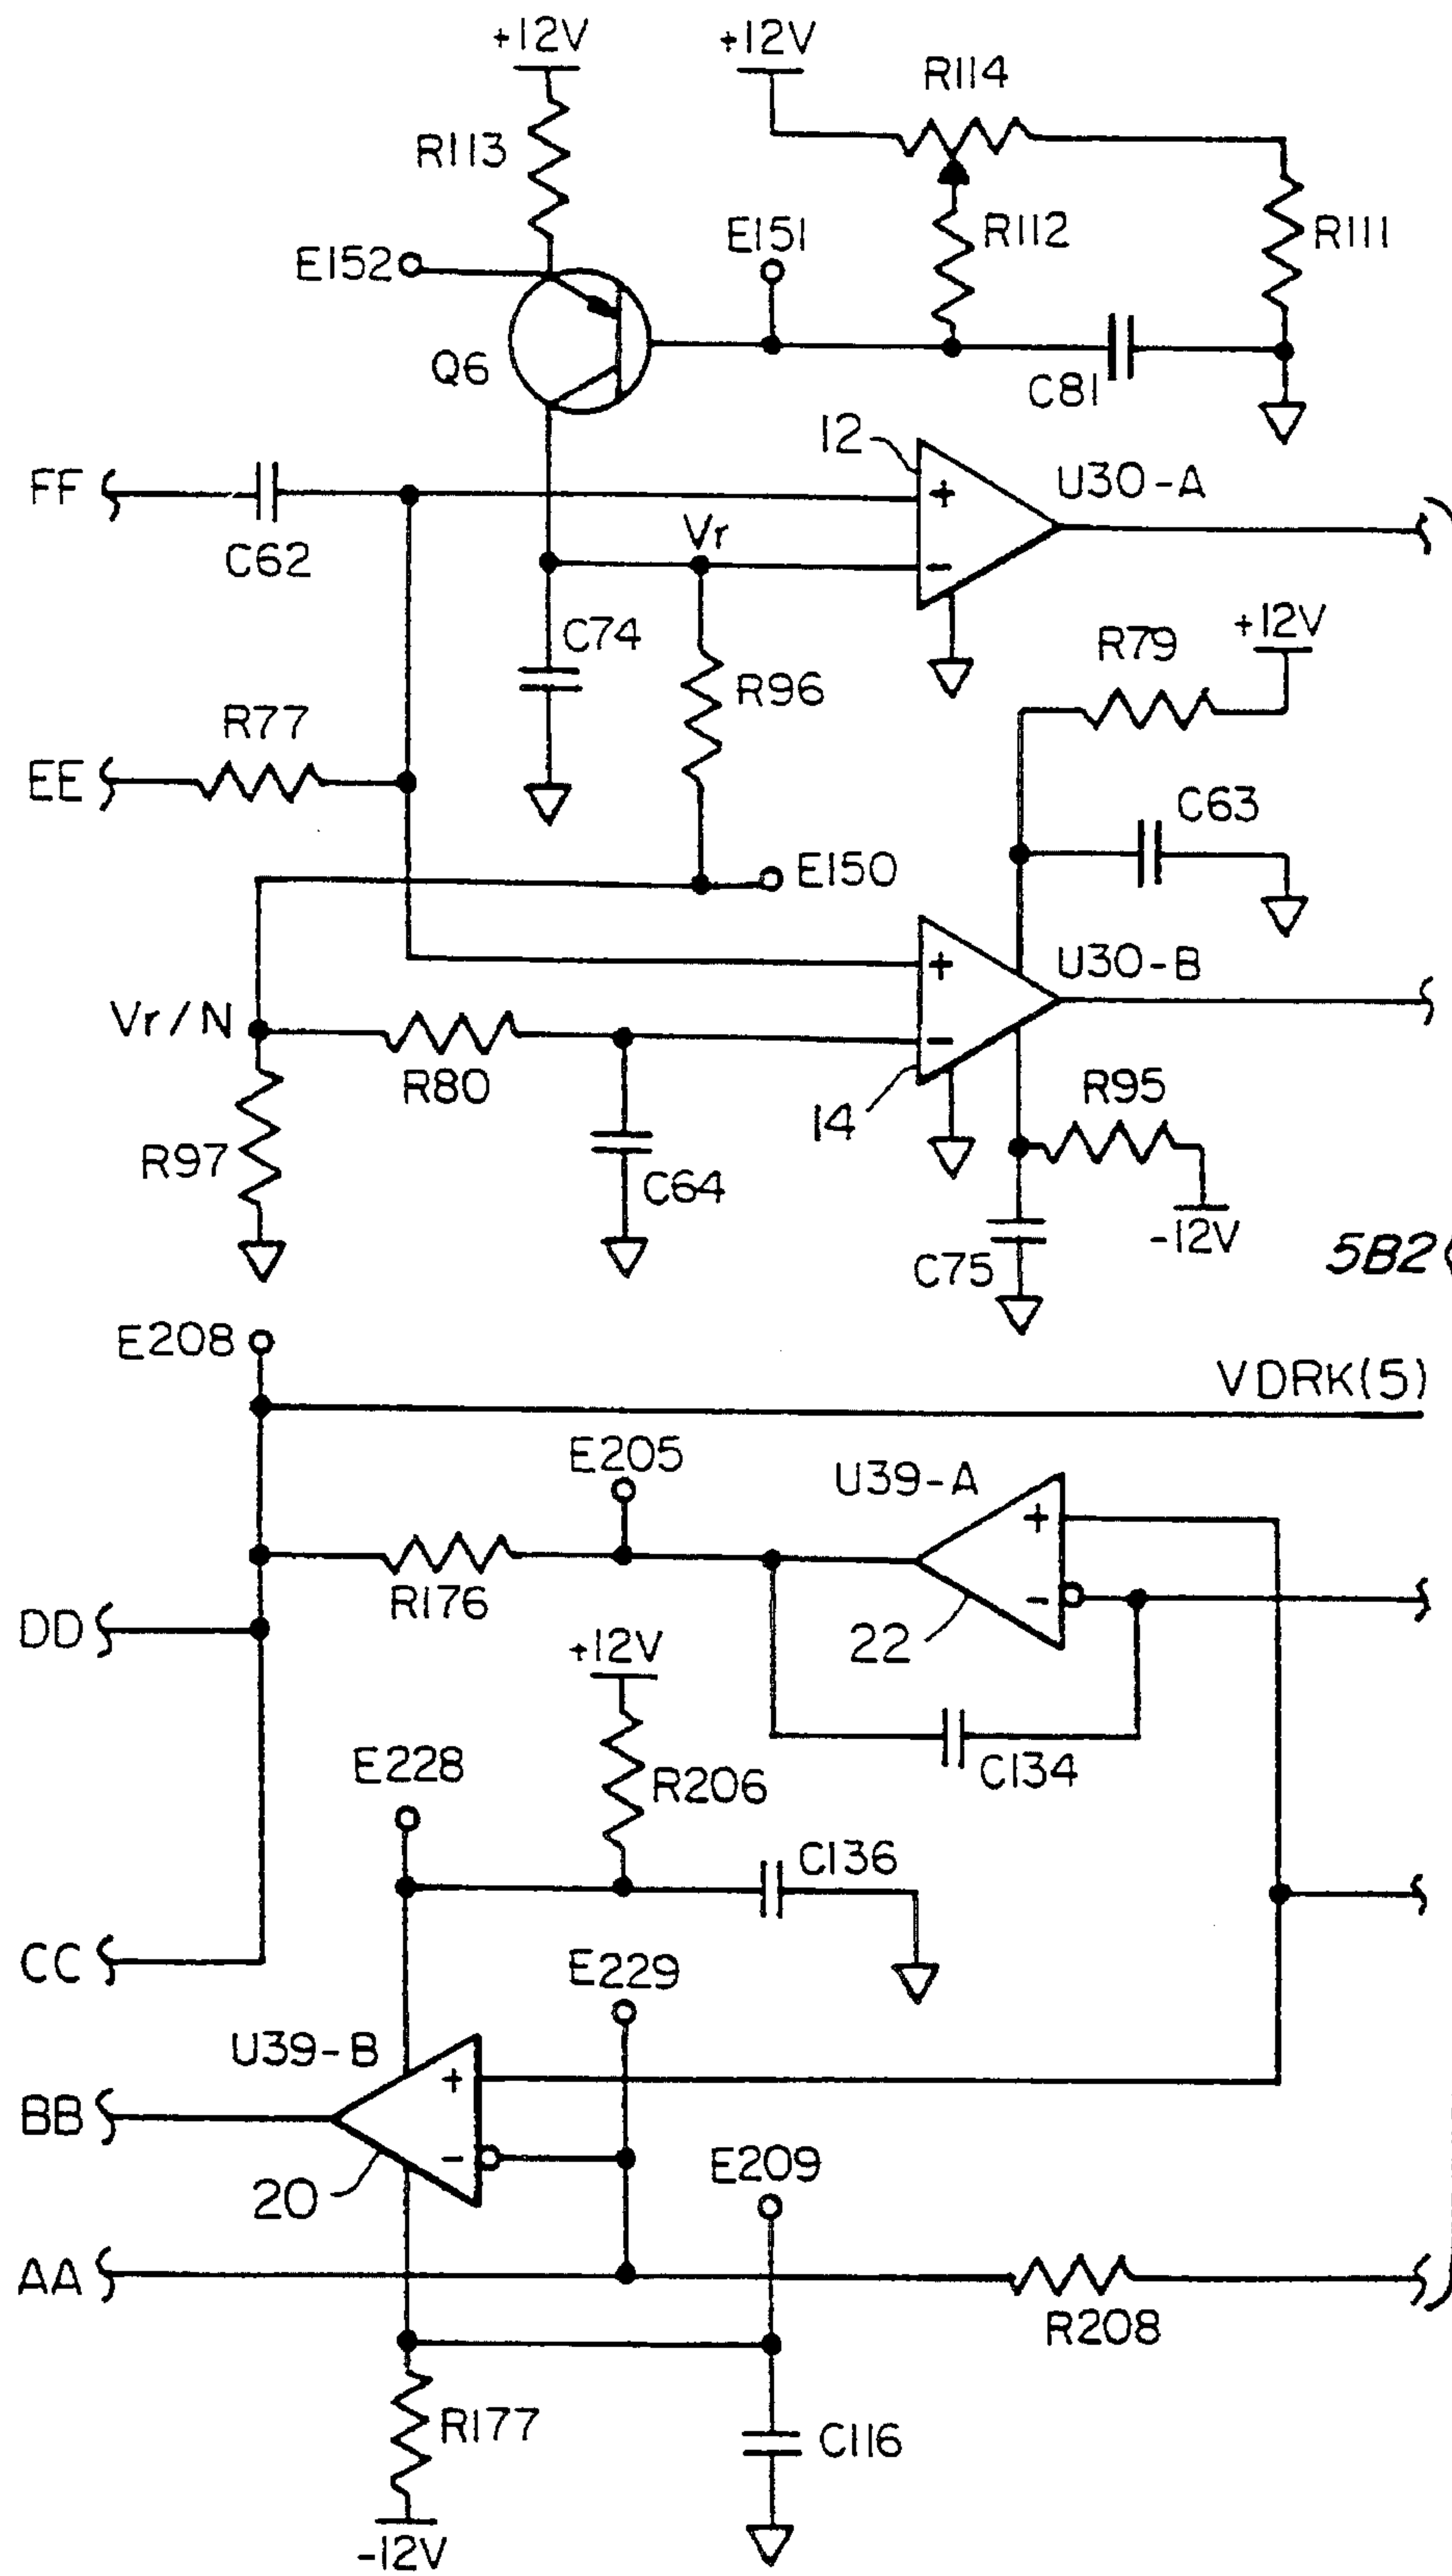 +12V
+12V
R114
R113
E152
E151
R112
R111
Q6
C81
12
U30-A
FF
+
C62
Vr
-
C74
R79
+12V
R96
R77
EE
C63
E150
+
U30-B
Vr/N
-
R80
R95
14
R97
C64
-12V
C75
5B2(
E208
VDRK(5)
E205
U39-A
+
-
R176
22
DD
+12V
E228
R206
C134
C136
CC
E229
U39-B
+
BB
-
E209
20
AA
R208
R177
C116
-12V